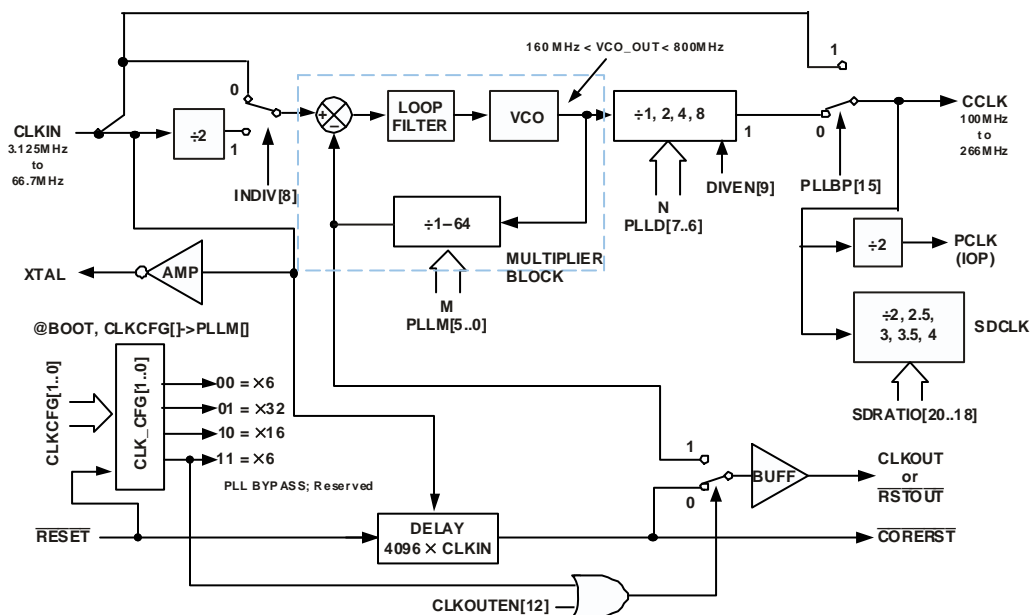 160 MHz < VCO_OUT < 800MHz
1
0
CLKIN
3.125MHz
to
66.7MHz
÷2
1
INDIV[8]
+
–
LOOP
FILTER
VCO
÷1, 2, 4, 8
1
0
CCLK
100MHz
to
266MHz
DIVEN[9]
N
PLLD[7..6]
PLLBP[15]
÷1–64
MULTIPLIER
BLOCK
M
PLLM[5..0]
÷2
PCLK
(IOP)
XTAL
AMP
÷2, 2.5,
3, 3.5, 4
SDCLK
SDRATIO[20..18]
@BOOT, CLKCFG[]->PLLM[]
CLKCFG[1..0]
CLK_CFG[1..0]
00 = ×6
01 = ×32
10 = ×16
11 = ×6
PLL BYPASS; Reserved
1
0
BUFF
CLKOUT
or
RSTOUT
RESET
DELAY
4096 × CLKIN
CORERST
CLKOUTEN[12]